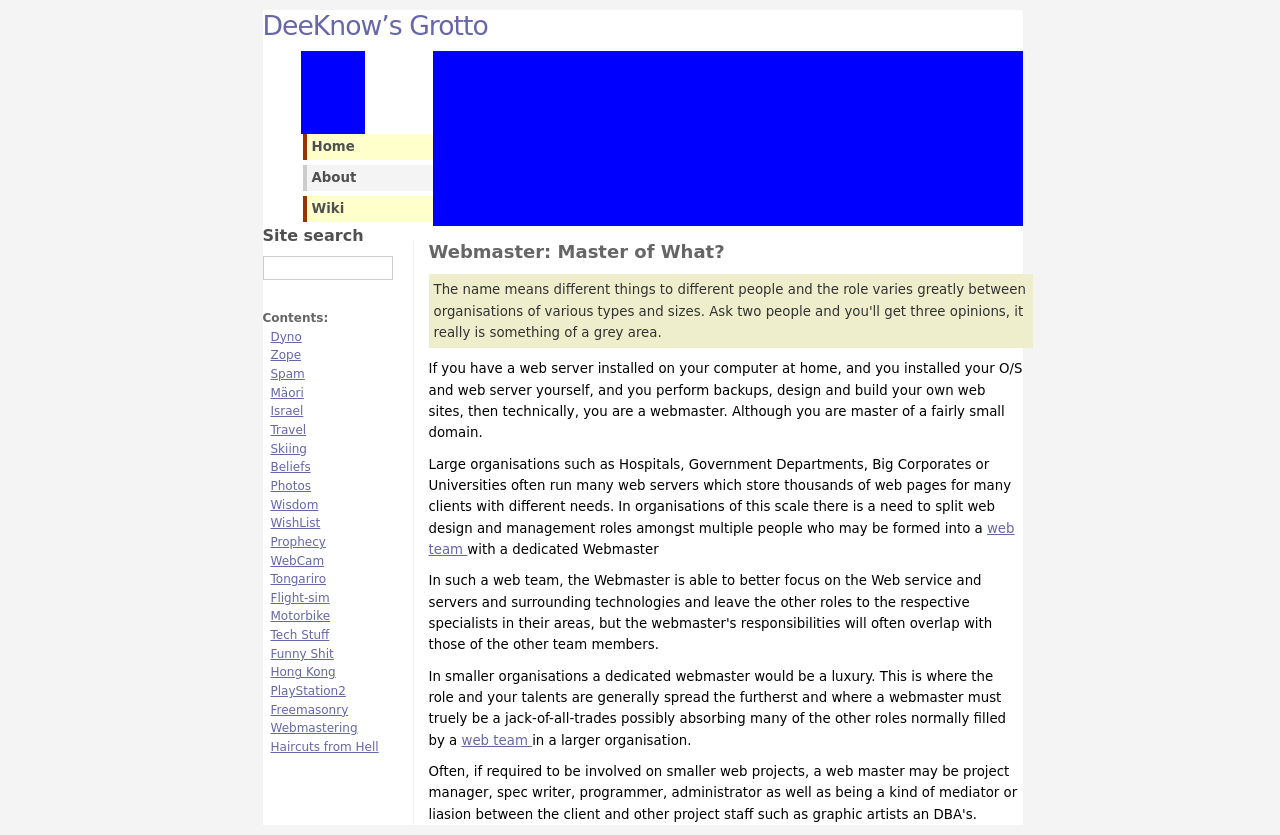 DeeKnow’s Grotto
Home
About
Wiki
Site search
Contents:
Dyno
Zope
Spam
Mäori
Israel
Travel
Skiing
Beliefs
Photos
Wisdom
WishList
Prophecy
WebCam
Tongariro
Flight-sim
Motorbike
Tech Stuff
Funny Shit
Hong Kong
PlayStation2
Freemasonry
Webmastering
Haircuts from Hell
Webmaster: Master of What?
The name means different things to different people and the role varies greatly between
organisations of various types and sizes. Ask two people and you'll get three opinions, it
really is something of a grey area.
If you have a web server installed on your computer at home, and you installed your O/S
and web server yourself, and you perform backups, design and build your own web
sites, then technically, you are a webmaster. Although you are master of a fairly small
domain.
Large organisations such as Hospitals, Government Departments, Big Corporates or
Universities often run many web servers which store thousands of web pages for many
clients with different needs. In organisations of this scale there is a need to split web
design and management roles amongst multiple people who may be formed into a web
team with a dedicated Webmaster
In such a web team, the Webmaster is able to better focus on the Web service and
servers and surrounding technologies and leave the other roles to the respective
specialists in their areas, but the webmaster's responsibilities will often overlap with
those of the other team members.
In smaller organisations a dedicated webmaster would be a luxury. This is where the
role and your talents are generally spread the furtherst and where a webmaster must
truely be a jack-of-all-trades possibly absorbing many of the other roles normally filled
by a web team in a larger organisation.
Often, if required to be involved on smaller web projects, a web master may be project
manager, spec writer, programmer, administrator as well as being a kind of mediator or
liasion between the client and other project staff such as graphic artists an DBA's.